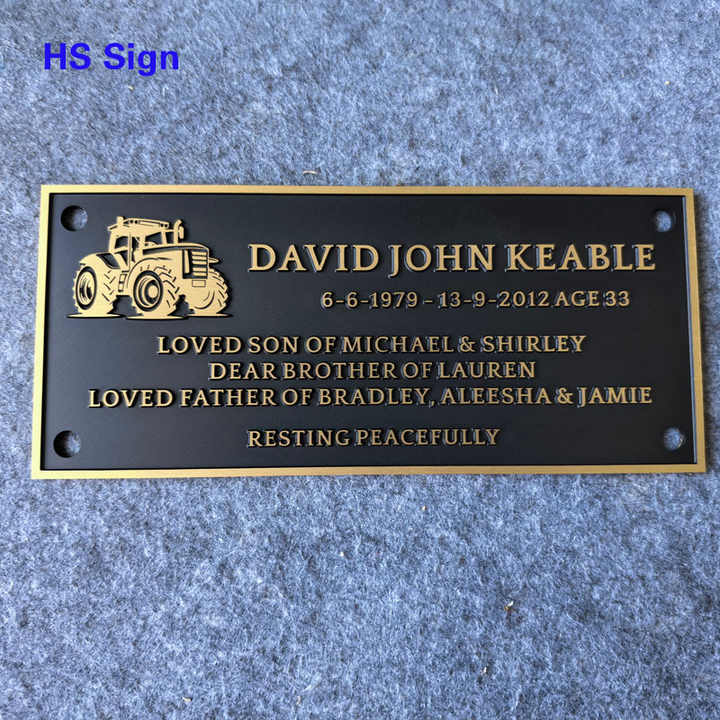 HS Sign
DAVID JOHN KEABLE
6-6-1979 - 13-9-2012 AGE 33
LOVED SON OF MICHAEL & SHIRLEY
DEAR BROTHER OF LAUREN
LOVED FATHER OF BRADLEY, ALEESHA & JAMIE
RESTING PEACEFULLY